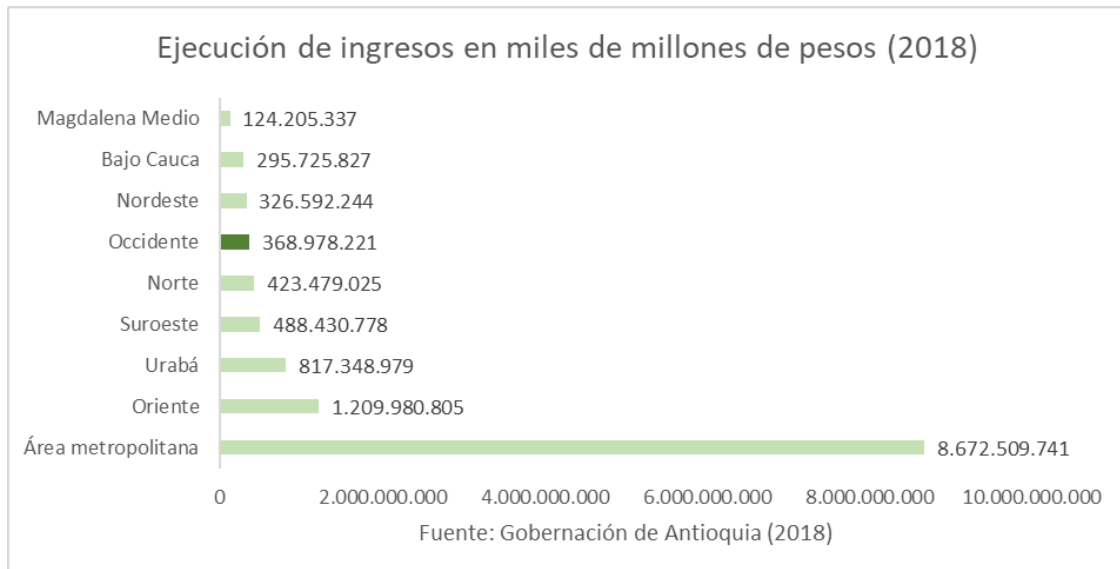 Ejecución de ingresos en miles de millones de pesos (2018)
Magdalena Medio 124.205.337
Bajo Cauca 295.725.827
Nordeste 326.592.244
Occidente 368.978.221
Norte 423.479.025
Suroeste 488.430.778
Urabá 817.348.979
Oriente 1.209.980.805
Área metropolitana 8.672.509.741
0 2.000.000.000 4.000.000.000 6.000.000.000 8.000.000.000 10.000.000.000
Fuente: Gobernación de Antioquia (2018)